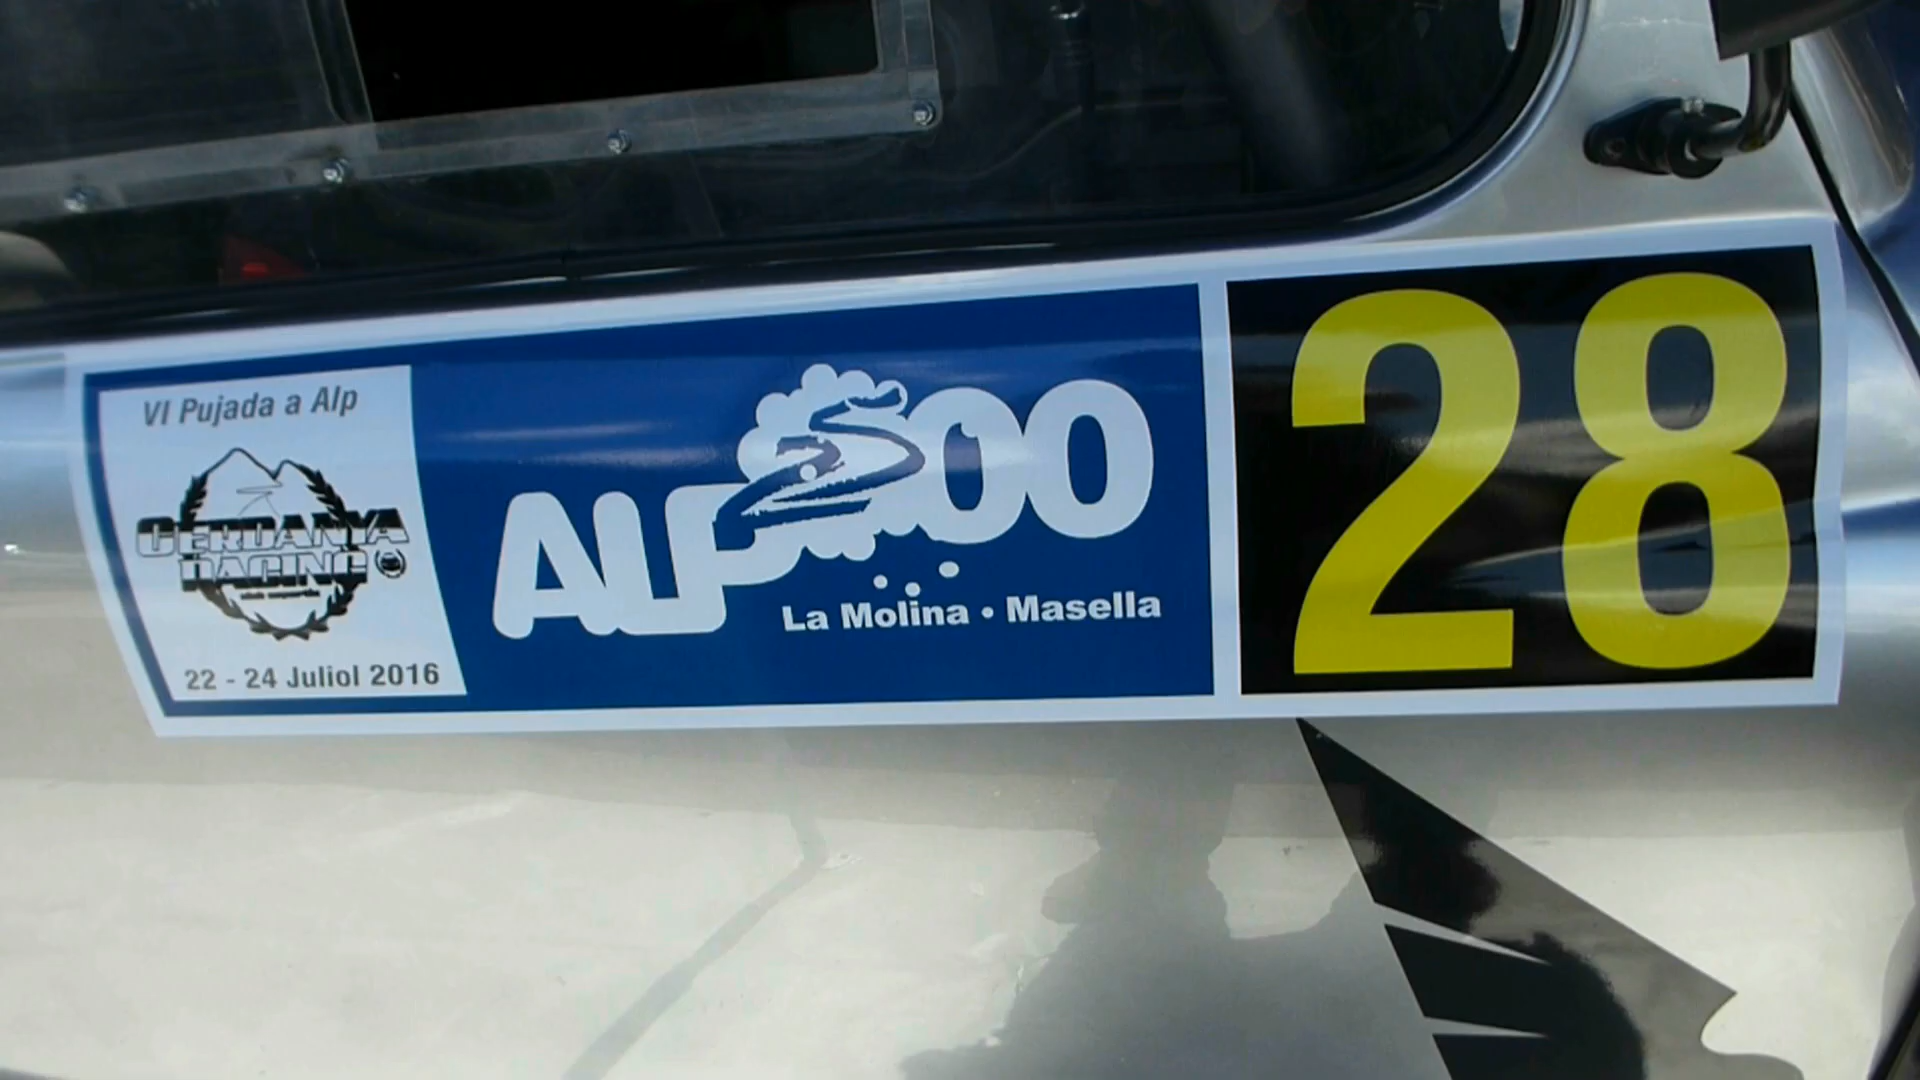 VI Pujada a Alp
CERDANYA
RACING
22 - 24 Juliol 2016
ALP2500
La Molina • Masella
28